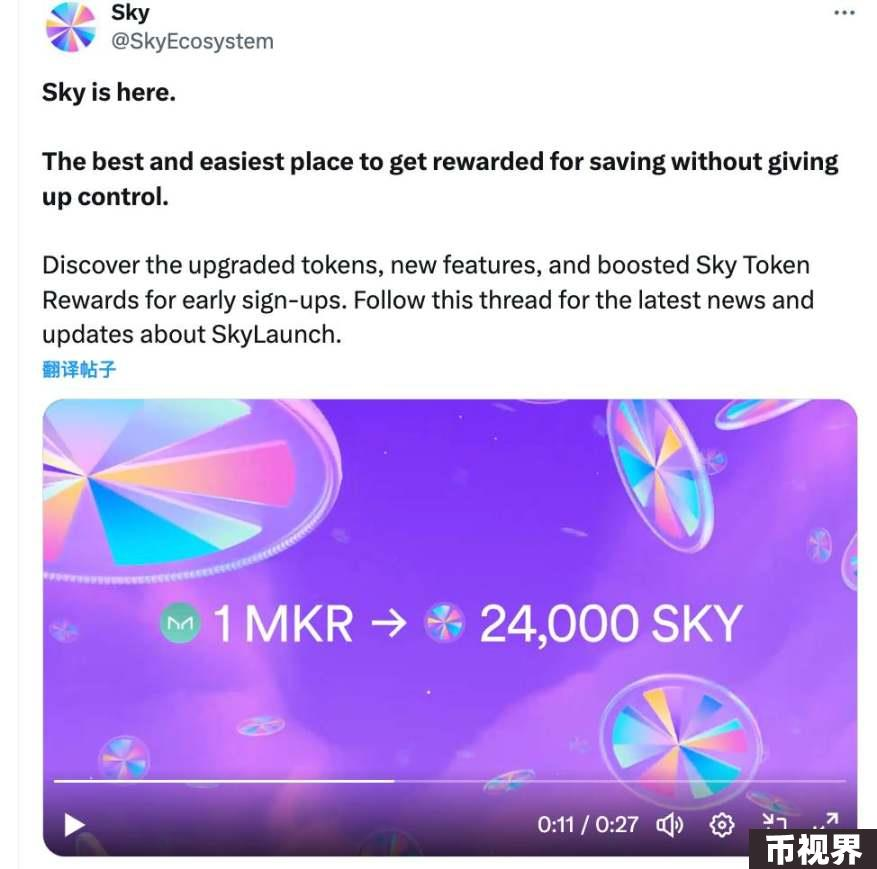 Sky
@SkyEcosystem
Sky is here.
The best and easiest place to get rewarded for saving without giving
up control.
Discover the upgraded tokens, new features, and boosted Sky Token
Rewards for early sign-ups. Follow this thread for the latest news and
updates about SkyLaunch.
翻译帖子
1 MKR → 24,000 SKY
0:11 / 0:27
币视界